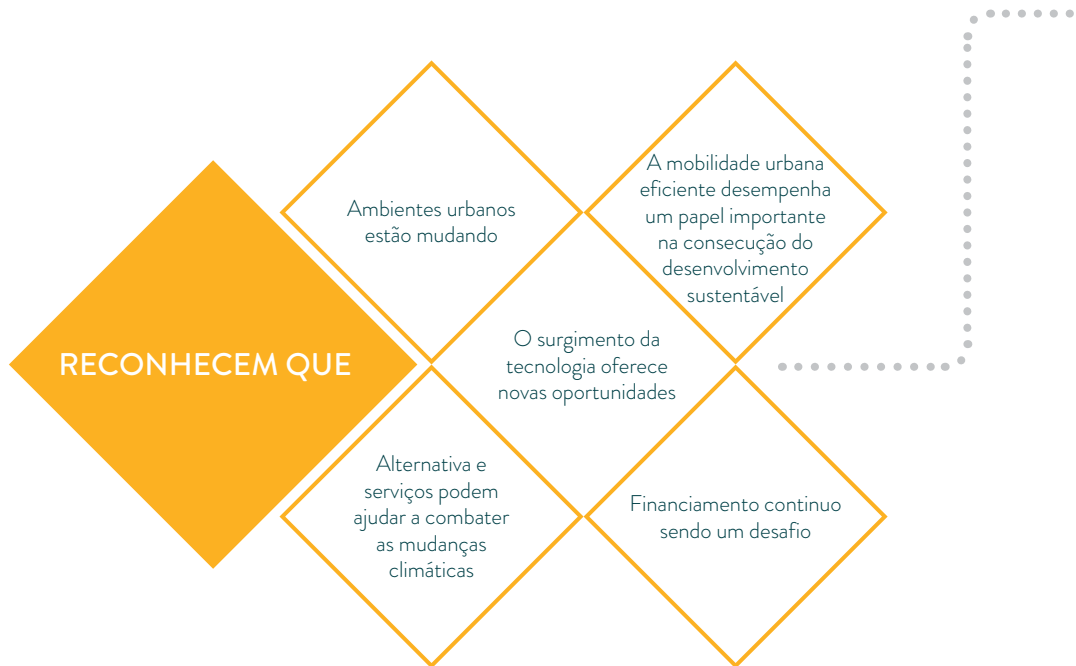 RECONHECEM QUE
Ambientes urbanos
estão mudando
A mobilidade urbana
eficiente desempenha
um papel importante
na consecução do
desenvolvimento
sustentável
O surgimento da
tecnologia oferece
novas oportunidades
Alternativa e
serviços podem
ajudar a combater
as mudanças
climáticas
Financiamento continuo
sendo um desafio